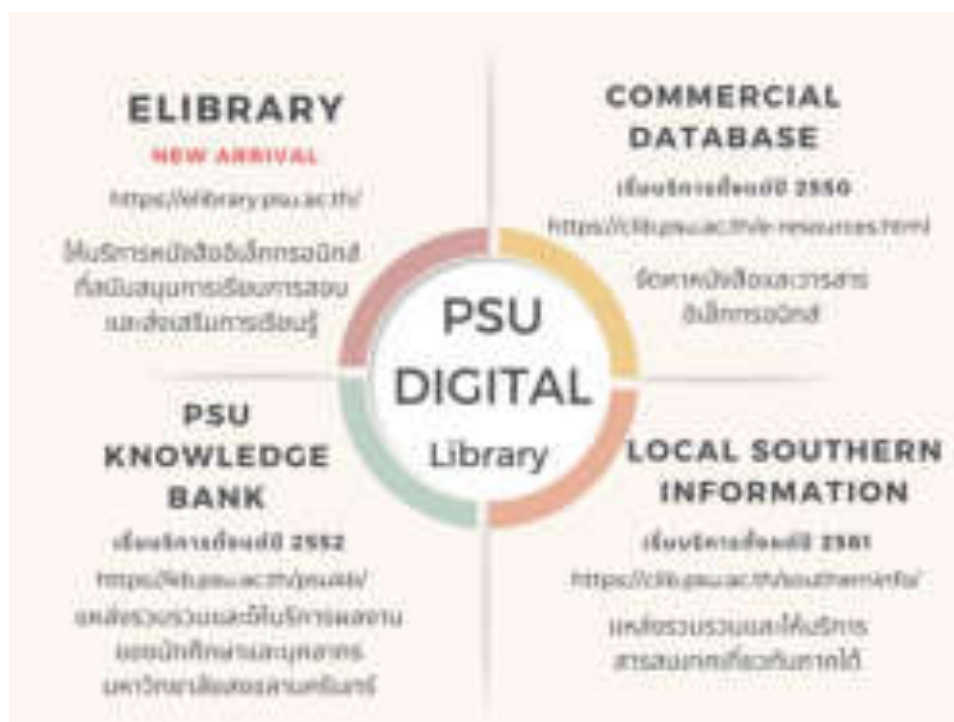 ELIBRARY
NEW ARRIVAL
https://elibrary.psu.ac.th/
ให้บริการหนังสืออิเล็กทรอนิกส์
ที่สนับสนุนการเรียนการสอน
และส่งเสริมการเรียนรู้
COMMERCIAL
DATABASE
เริ่มบริการตั้งแต่ปี 2550
https://clib.psu.ac.th/e-resources.html
จัดหาหนังสือและวารสาร
อิเล็กทรอนิกส์
PSU
DIGITAL
Library
PSU
KNOWLEDGE
BANK
เริ่มบริการตั้งแต่ปี 2552
https://kb.psu.ac.th/psukb/
แหล่งรวบรวมและให้บริการผลงาน
ของนักศึกษาและบุคลากร
มหาวิทยาลัยสงขลานครินทร์
LOCAL SOUTHERN
INFORMATION
เริ่มบริการตั้งแต่ปี 2561
https://clib.psu.ac.th/southerninfo/
แหล่งรวบรวมและให้บริการ
สารสนเทศเกี่ยวกับภาคใต้